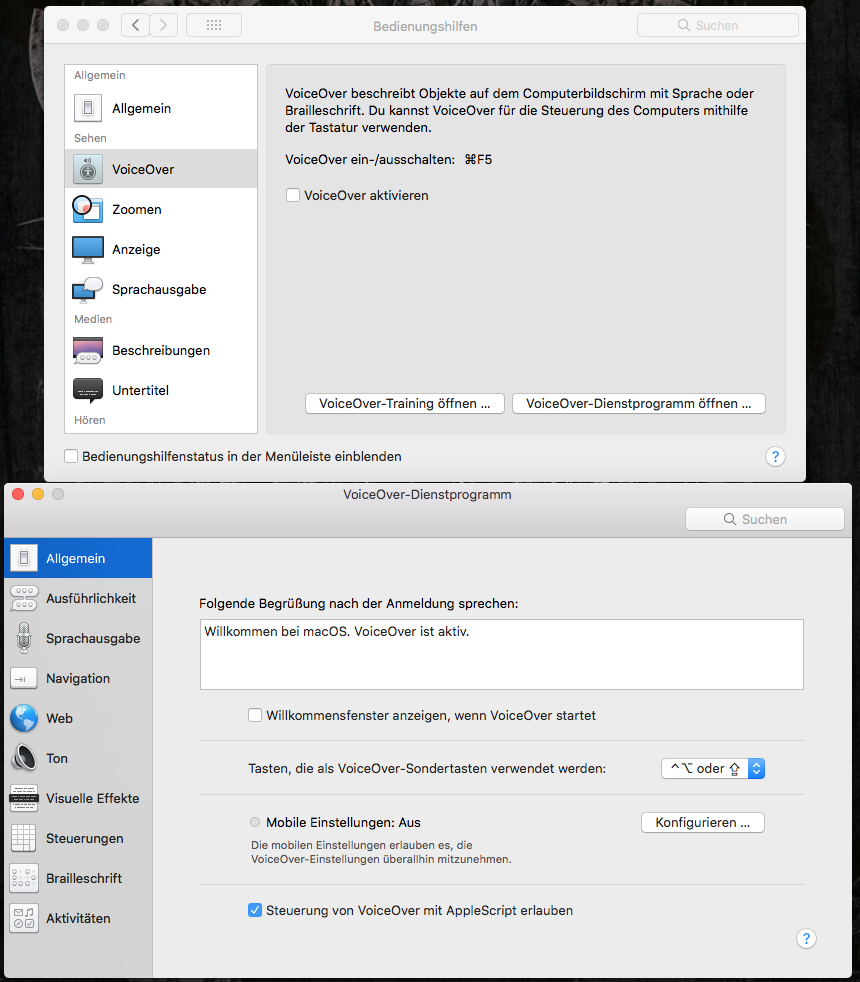 Bedienungshilfen
Suchen
Allgemein
Allgemein
Sehen
VoiceOver
Zoomen
Anzeige
Sprachausgabe
Medien
Beschreibungen
Untertitel
Hören
VoiceOver beschreibt Objekte auf dem Computerbildschirm mit Sprache oder
Brailleschrift. Du kannst VoiceOver für die Steuerung des Computers mithilfe
der Tastatur verwenden.
VoiceOver ein-/ausschalten: ⌘F5
VoiceOver aktivieren
VoiceOver-Training öffnen ...
VoiceOver-Dienstprogramm öffnen ...
Bedienungshilfenstatus in der Menüleiste einblenden
?
VoiceOver-Dienstprogramm
Suchen
Allgemein
Ausführlichkeit
Sprachausgabe
Navigation
Web
Ton
Visuelle Effekte
Steuerungen
Brailleschrift
Aktivitäten
Folgende Begrüßung nach der Anmeldung sprechen:
Willkommen bei macOS. VoiceOver ist aktiv.
Willkommensfenster anzeigen, wenn VoiceOver startet
Tasten, die als VoiceOver-Sondertasten verwendet werden:
⌃⌥ oder ⇪
Mobile Einstellungen: Aus
Konfigurieren ...
Die mobilen Einstellungen erlauben es, die
VoiceOver-Einstellungen überallhin mitzunehmen.
Steuerung von VoiceOver mit AppleScript erlauben
?